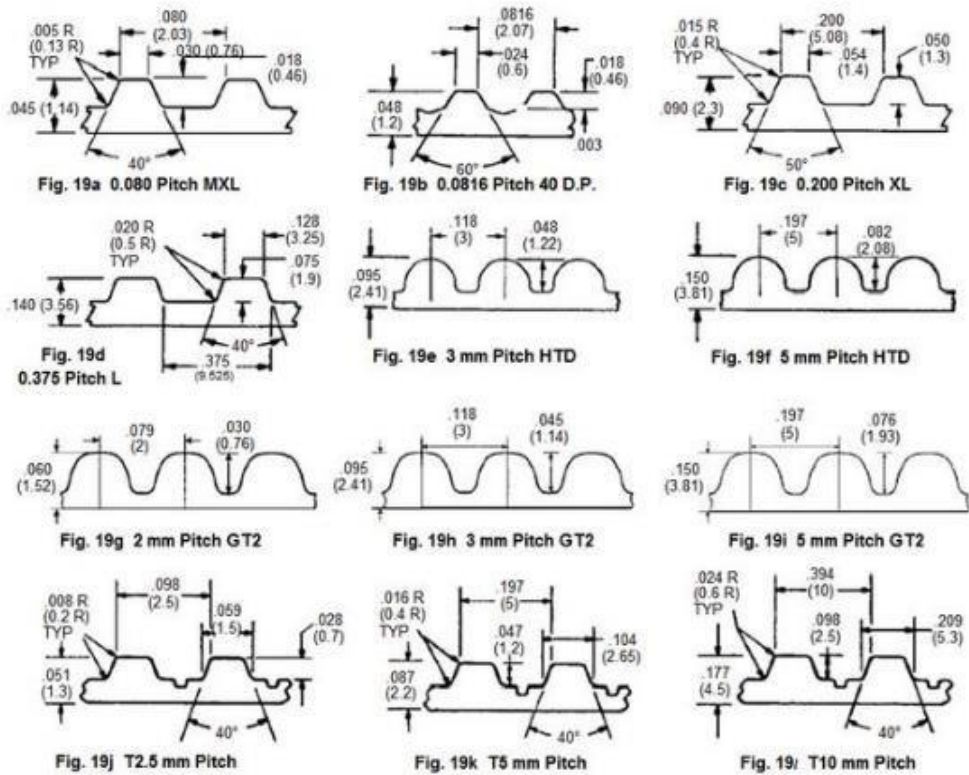 .005 R
(0.13 R)
TYP
.080
(2.03)
.030 (0.76)
.018
(0.46)
.045 (1.14)
40°
Fig. 19a 0.080 Pitch MXL
.0816
(2.07)
.024
(0.6)
.018
(0.46)
.048
(1.2)
.003
60°
Fig. 19b 0.0816 Pitch 40 D.P.
.015 R
(0.4 R)
TYP
.200
(5.08)
.054
(1.4)
.050
(1.3)
.090 (2.3)
50°
Fig. 19c 0.200 Pitch XL
.020 R
(0.5 R)
TYP
.128
(3.25)
.075
(1.9)
.140 (3.56)
40°
.375
(9.525)
Fig. 19d
0.375 Pitch L
.118
(3)
.048
(1.22)
.095
(2.41)
Fig. 19e 3 mm Pitch HTD
.197
(5)
.082
(2.08)
.150
(3.81)
Fig. 19f 5 mm Pitch HTD
.079
(2)
.030
(0.76)
.060
(1.52)
Fig. 19g 2 mm Pitch GT2
.118
(3)
.045
(1.14)
.095
(2.41)
Fig. 19h 3 mm Pitch GT2
.197
(5)
.076
(1.93)
.150
(3.81)
Fig. 19i 5 mm Pitch GT2
.008 R
(0.2 R)
TYP
.098
(2.5)
.059
(1.5)
.028
(0.7)
.051
(1.3)
40°
Fig. 19j T2.5 mm Pitch
.016 R
(0.4 R)
TYP
.197
(5)
.047
(1.2)
.104
(2.65)
.087
(2.2)
40°
Fig. 19k T5 mm Pitch
.024 R
(0.6 R)
TYP
.394
(10)
.098
(2.5)
.209
(5.3)
.177
(4.5)
40°
Fig. 19l T10 mm Pitch